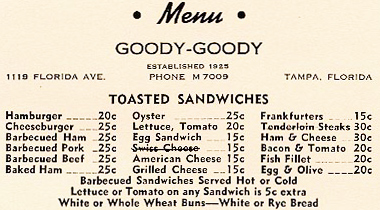 • Menu •
GOODY-GOODY
ESTABLISHED 1925
1119 FLORIDA AVE. PHONE M 7009 TAMPA, FLORIDA
TOASTED SANDWICHES
Hamburger 20c Oyster 25c Frankfurters 15c
Cheeseburger 25c Lettuce, Tomato 20c Tenderloin Steaks 30c
Barbecued Ham 25c Egg Sandwich 15c Ham & Cheese 30c
Barbecued Pork 25c Swiss Cheese Bacon & Tomato 20c
Barbecued Beef 25c American Cheese 15c Fish Fillet 20c
Baked Ham 25c Grilled Cheese 15c Egg & Olive 20c
Barbecued Sandwiches Served Hot or Cold
Lettuce or Tomato on any Sandwich is 5c extra
White or Whole Wheat Buns—White or Rye Bread